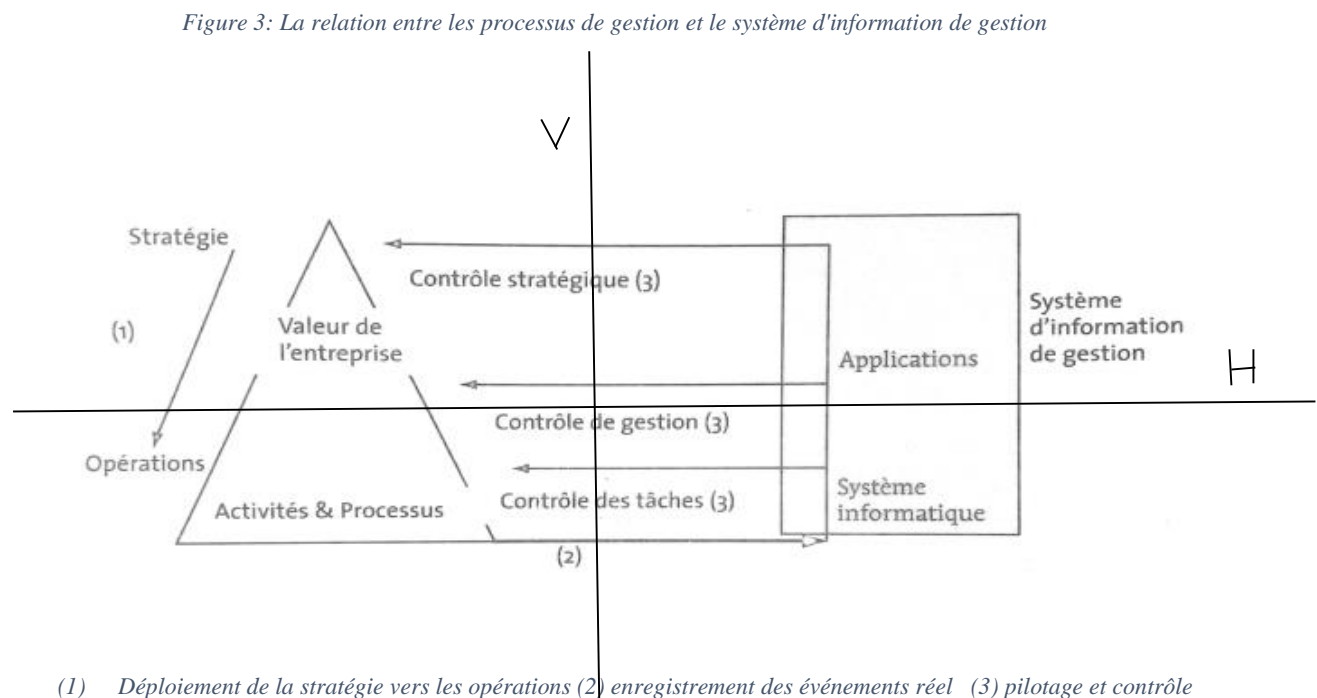 Figure 3: La relation entre les processus de gestion et le système d'information de gestion
V
Stratégie
Contrôle stratégique (3)
(1)
Valeur de
l'entreprise
Système
d'information
de gestion
Applications
H
Contrôle de gestion (3)
Opérations
Activités & Processus
Contrôle des tâches (3)
Système
informatique
(2)
(1) Déploiement de la stratégie vers les opérations (2) enregistrement des événements réel (3) pilotage et contrôle